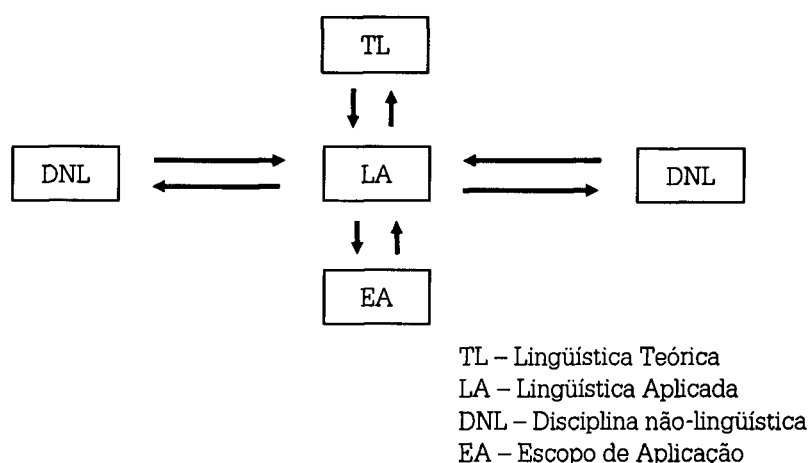 TL
DNL LA DNL
EA
TL – Lingüística Teórica
LA – Lingüística Aplicada
DNL – Disciplina não-lingüística
EA – Escopo de Aplicação